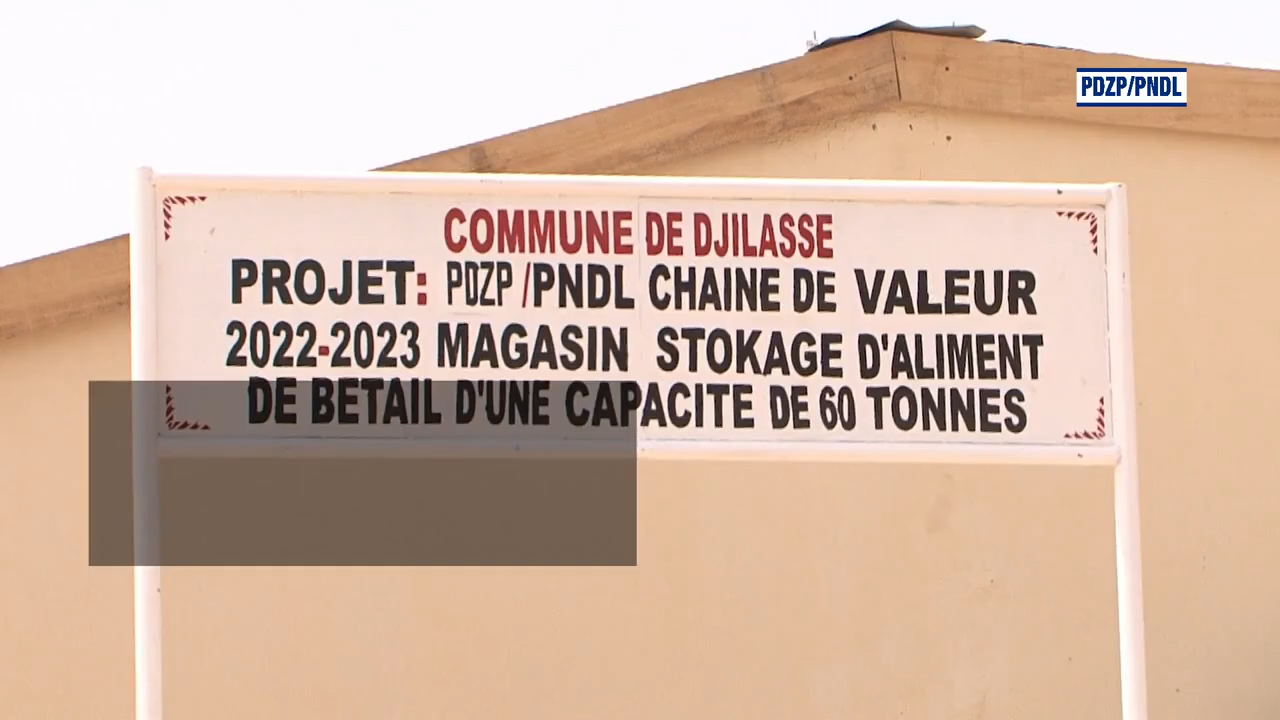 PDZP/PNDL
COMMUNE DE DJILASSE
PROJET: PDZP /PNDL CHAINE DE VALEUR
2022-2023 MAGASIN STOKAGE D'ALIMENT
DE BETAIL D'UNE CAPACITE DE 60 TONNES